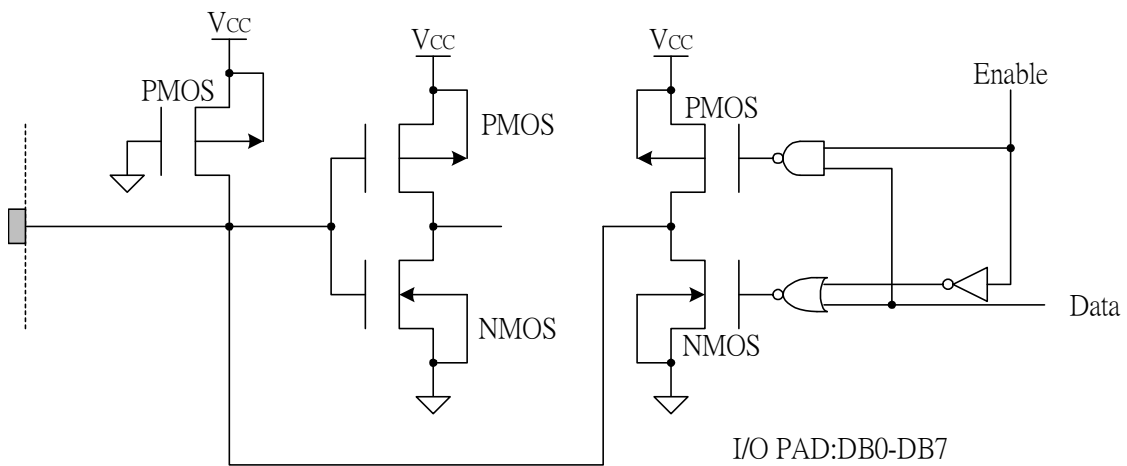 VCC
VCC
VCC
Enable
PMOS
PMOS
PMOS
Data
NMOS
NMOS
I/O PAD:DB0-DB7